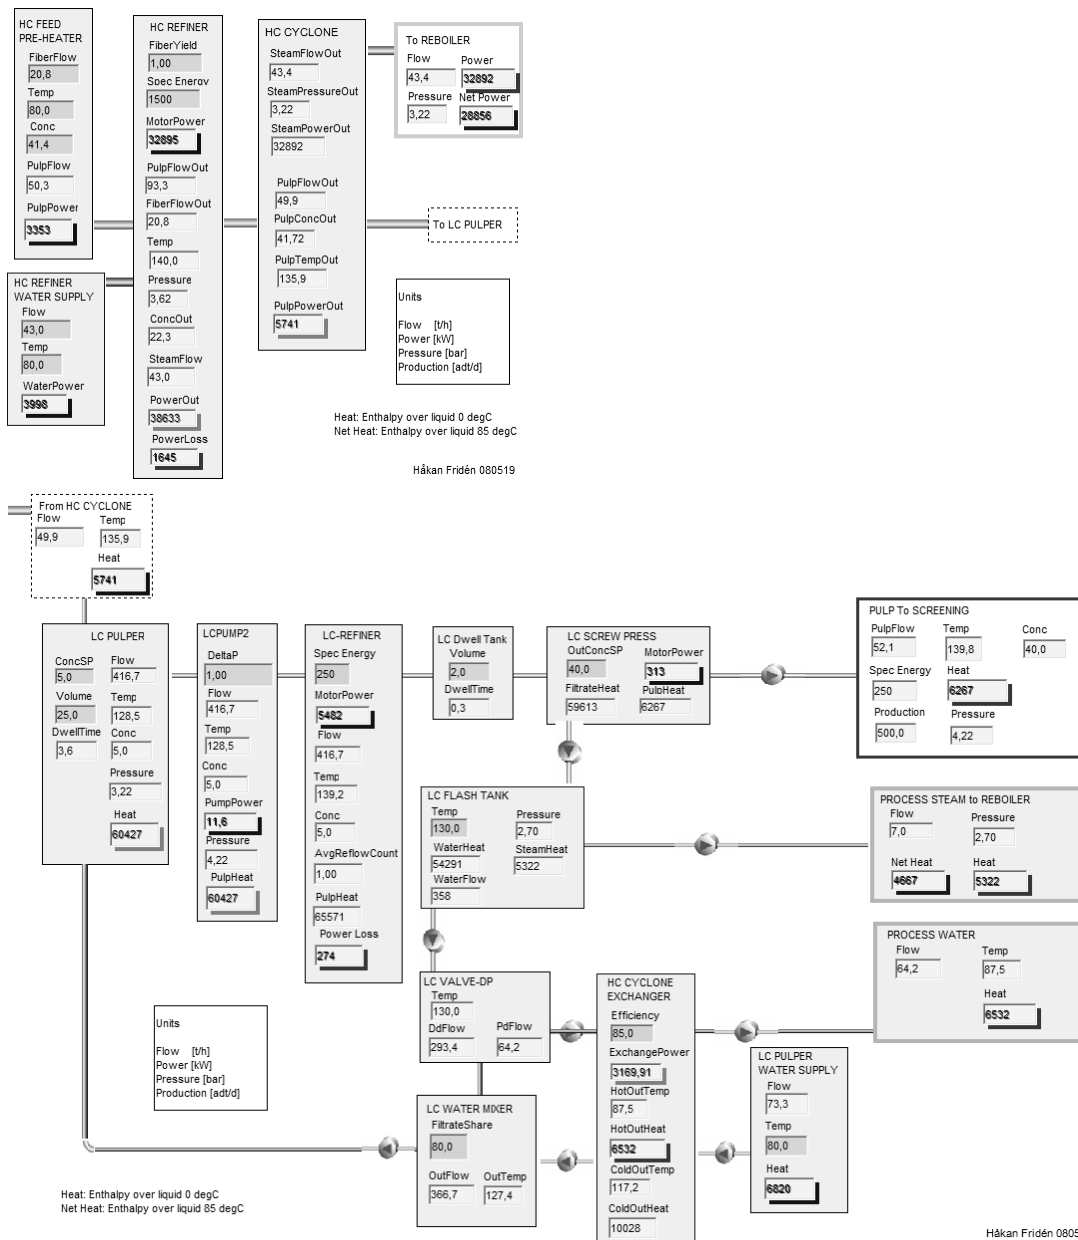 HC FEED
PRE-HEATER
FiberFlow
20,8
Temp
80,0
Conc
41,4
PulpFlow
50,3
PulpPower
3353
HC REFINER
WATER SUPPLY
Flow
43,0
Temp
80,0
WaterPower
3998
HC REFINER
FiberYield
1,00
Spec Energy
1500
MotorPower
32895
PulpFlowOut
93,3
FiberFlowOut
20,8
Temp
140,0
Pressure
3,62
ConcOut
22,3
SteamFlow
43,0
PowerOut
38633
PowerLoss
1645
HC CYCLONE
SteamFlowOut
43,4
SteamPressureOut
3,22
SteamPowerOut
32892
PulpFlowOut
49,9
PulpConcOut
41,72
PulpTempOut
135,9
PulpPowerOut
5741
To REBOILER
Flow Power
43,4 32892
Pressure Net Power
3,22 28856
To LC PULPER
Units
Flow [t/h]
Power [kW]
Pressure [bar]
Production [adt/d]
Heat: Enthalpy over liquid 0 degC
Net Heat: Enthalpy over liquid 85 degC
Håkan Fridén 080519
From HC CYCLONE
Flow Temp
49,9 135,9
Heat
5741
LC PULPER
ConcSP Flow
5,0 416,7
Volume Temp
25,0 128,5
DwellTime Conc
3,6 5,0
Pressure
3,22
Heat
60427
LCPUMP2
DeltaP
1,00
Flow
416,7
Temp
128,5
Conc
5,0
PumpPower
11,6
Pressure
4,22
PulpHeat
60427
LC-REFINER
Spec Energy
250
MotorPower
5482
Flow
416,7
Temp
139,2
Conc
5,0
AvgReflowCount
1,00
PulpHeat
65571
Power Loss
274
LC Dwell Tank
Volume
2,0
DwellTime
0,3
LC SCREW PRESS
OutConcSP MotorPower
40,0 313
FiltrateHeat PulpHeat
59613 6267
PULP To SCREENING
PulpFlow Temp Conc
52,1 139,8 40,0
Spec Energy Heat
250 6267
Production Pressure
500,0 4,22
LC FLASH TANK
Temp Pressure
130,0 2,70
WaterHeat SteamHeat
54291 5322
WaterFlow
358
PROCESS STEAM to REBOILER
Flow Pressure
7,0 2,70
Net Heat Heat
4667 5322
PROCESS WATER
Flow Temp
64,2 87,5
Heat
6532
LC VALVE-DP
Temp
130,0
DdFlow PdFlow
293,4 64,2
HC CYCLONE
EXCHANGER
Efficiency
85,0
ExchangePower
3169,91
HotOutTemp
87,5
HotOutHeat
6532
ColdOutTemp
117,2
ColdOutHeat
10028
LC PULPER
WATER SUPPLY
Flow
73,3
Temp
80,0
Heat
6820
LC WATER MIXER
FiltrateShare
80,0
OutFlow OutTemp
366,7 127,4
Units
Flow [t/h]
Power [kW]
Pressure [bar]
Production [adt/d]
Heat: Enthalpy over liquid 0 degC
Net Heat: Enthalpy over liquid 85 degC
Håkan Fridén 0805